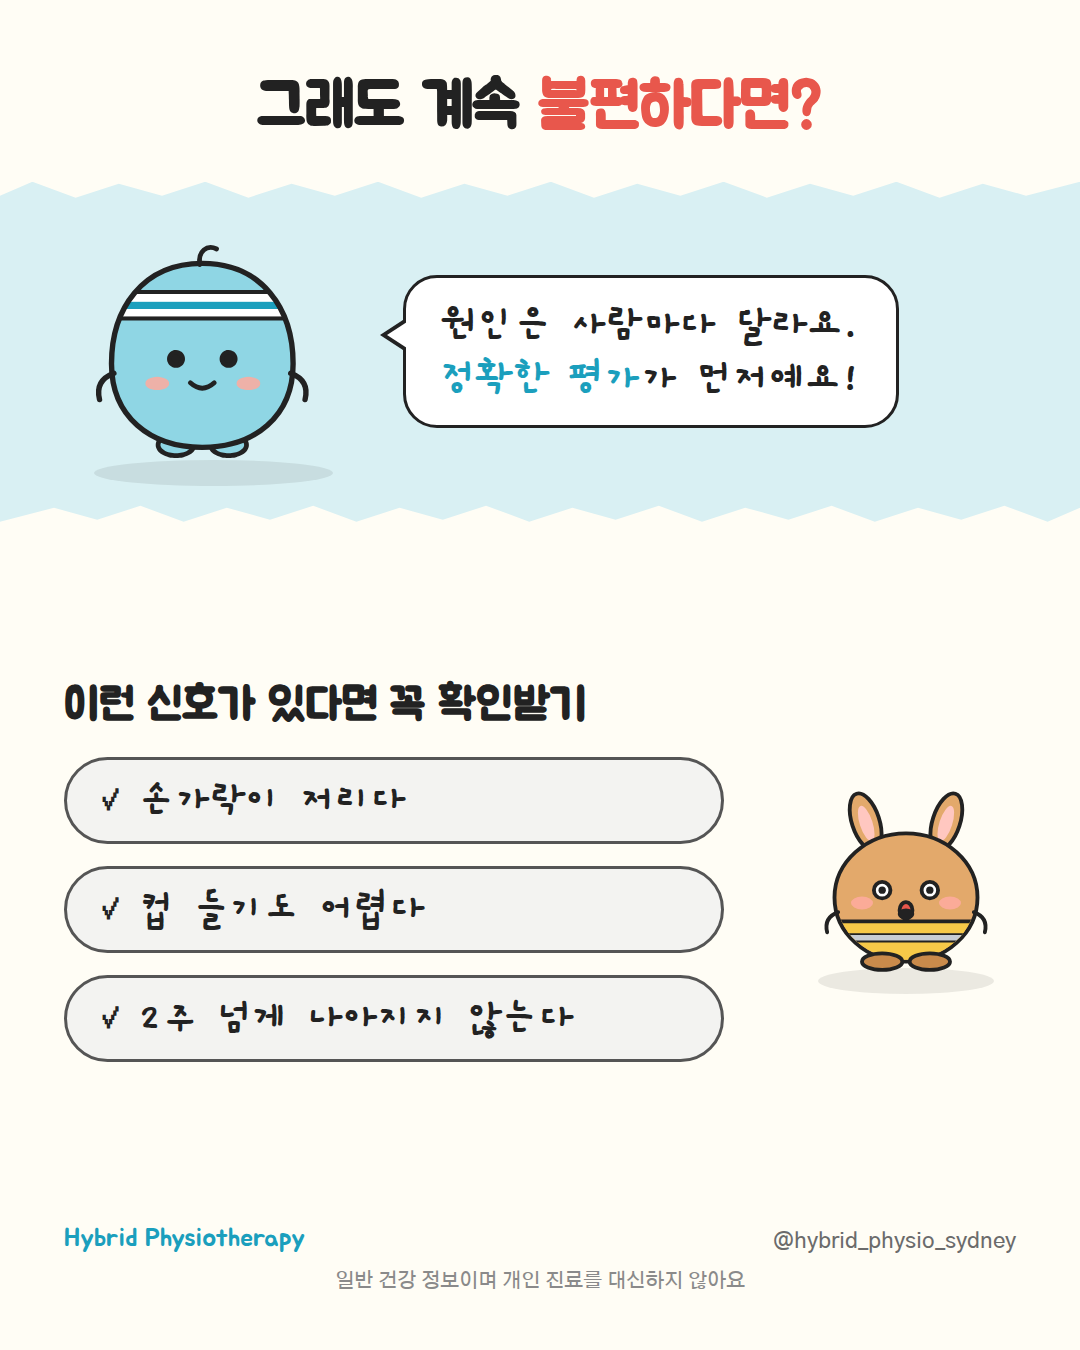 그래도 계속 불편하다면?
원인은 사람마다 달라요.
정확한 평가가 먼저예요!
이런 신호가 있다면 꼭 확인받기
✓ 손가락이 저리다
✓ 컵 들기도 어렵다
✓ 2주 넘게 나아지지 않는다
Hybrid Physiotherapy
@hybrid_physio_sydney
일반 건강 정보이며 개인 진료를 대신하지 않아요